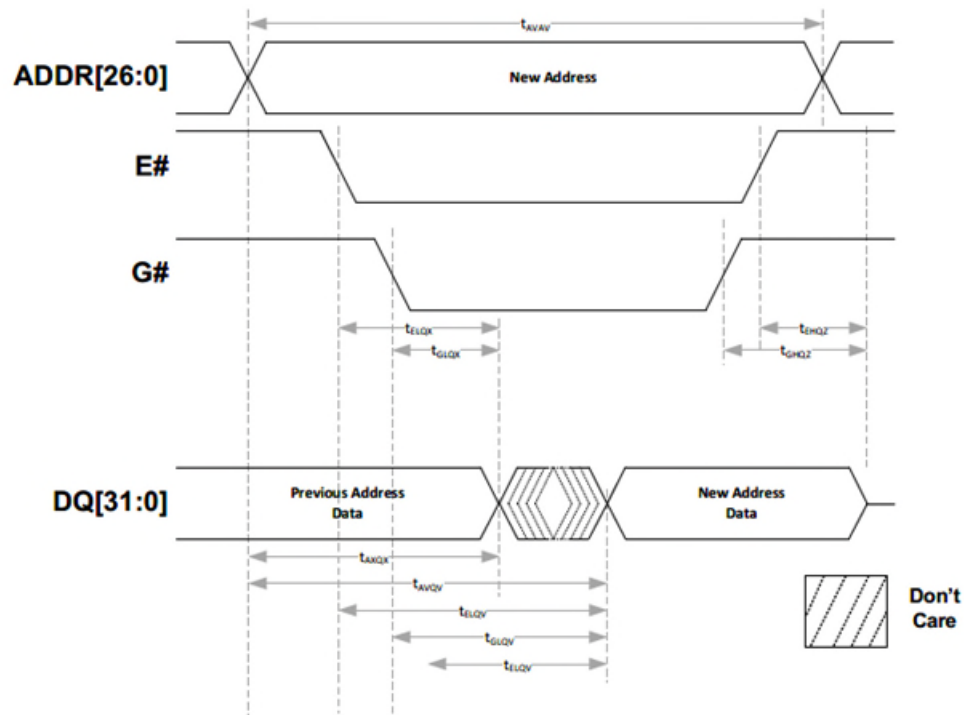 tAVAV
ADDR[26:0]
New Address
E#
G#
tELQX
tEHQZ
tGLQX
tGHQZ
DQ[31:0]
Previous Address
Data
New Address
Data
tAXQX
tAVQV
tELQV
tGLQV
tELQV
Don't
Care